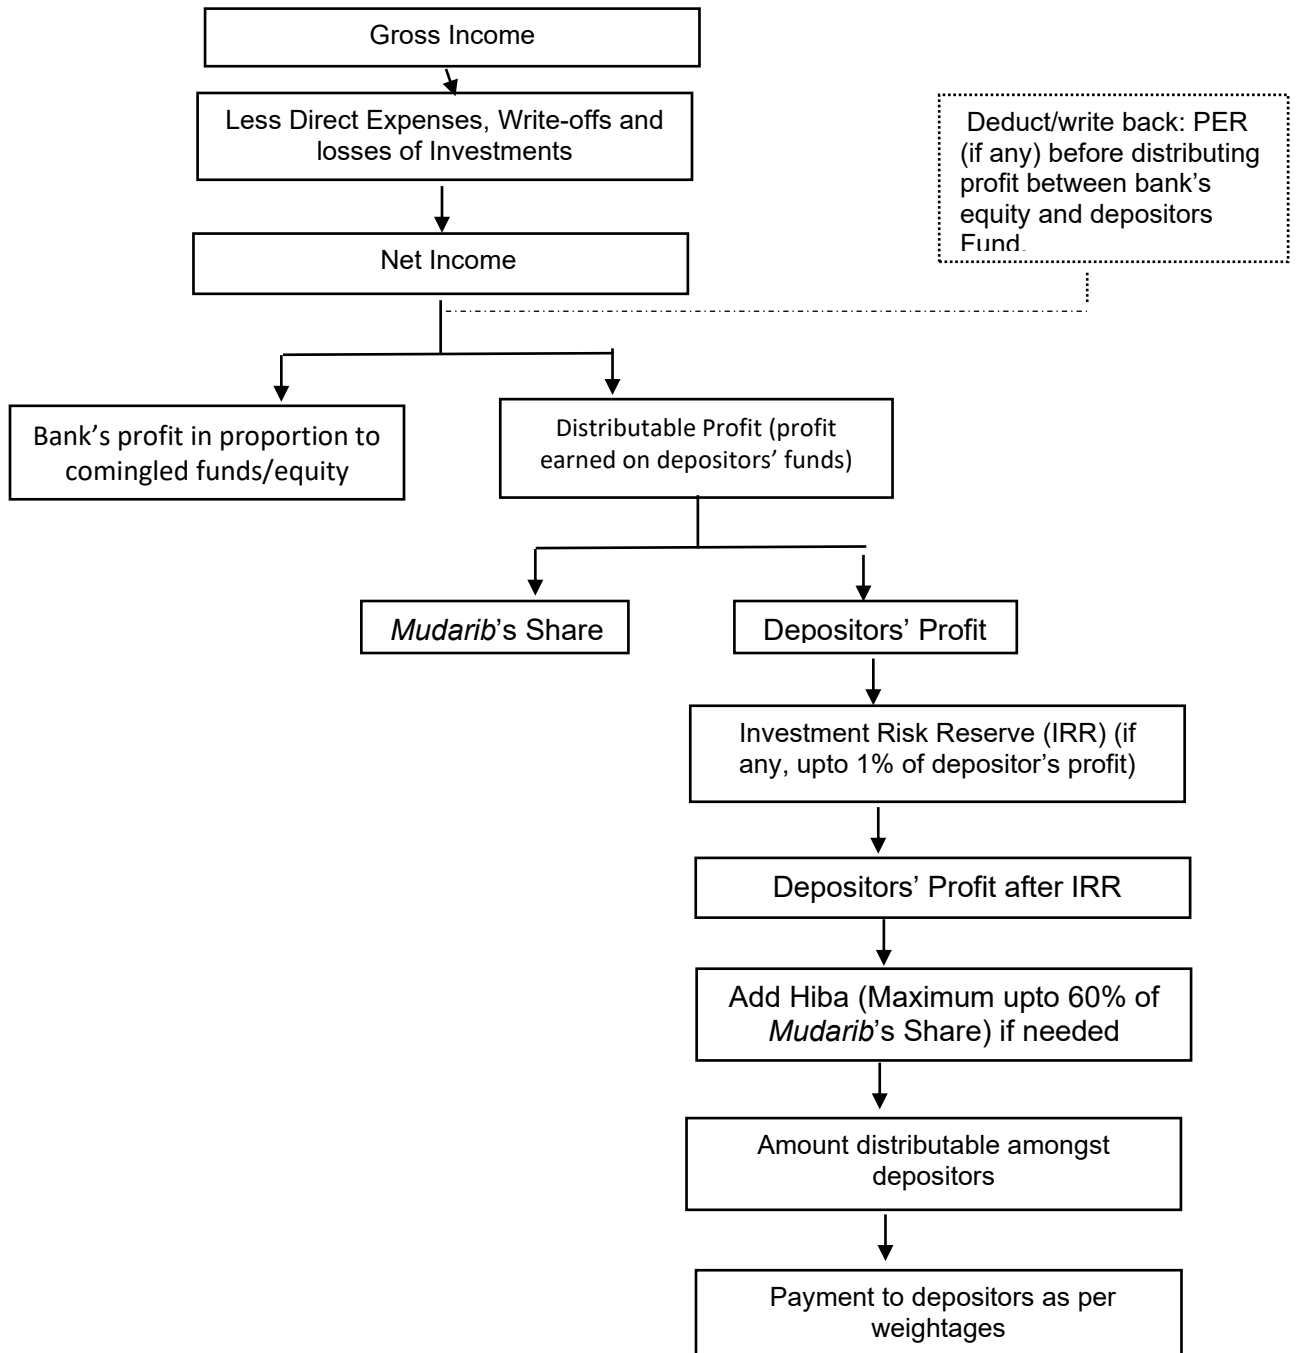 Gross Income
Less Direct Expenses, Write-offs and
losses of Investments
Deduct/write back: PER
(if any) before distributing
profit between bank's
equity and depositors
Fund.
Net Income
Bank's profit in proportion to
comingled funds/equity
Distributable Profit (profit
earned on depositors' funds)
Mudarib's Share
Depositors' Profit
Investment Risk Reserve (IRR) (if
any, upto 1% of depositor's profit)
Depositors' Profit after IRR
Add Hiba (Maximum upto 60% of
Mudarib's Share) if needed
Amount distributable amongst
depositors
Payment to depositors as per
weightages